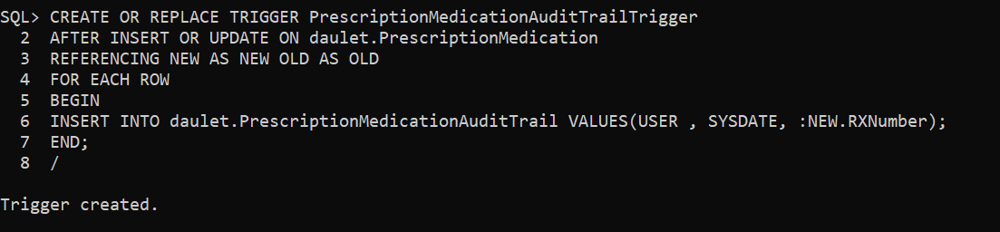 SQL> CREATE OR REPLACE TRIGGER PrescriptionMedicationAuditTrailTrigger
  2  AFTER INSERT OR UPDATE ON daulet.PrescriptionMedication
  3  REFERENCING NEW AS NEW OLD AS OLD
  4  FOR EACH ROW
  5  BEGIN
  6  INSERT INTO daulet.PrescriptionMedicationAuditTrail VALUES(USER , SYSDATE, :NEW.RXNumber);
  7  END;
  8  /
Trigger created.